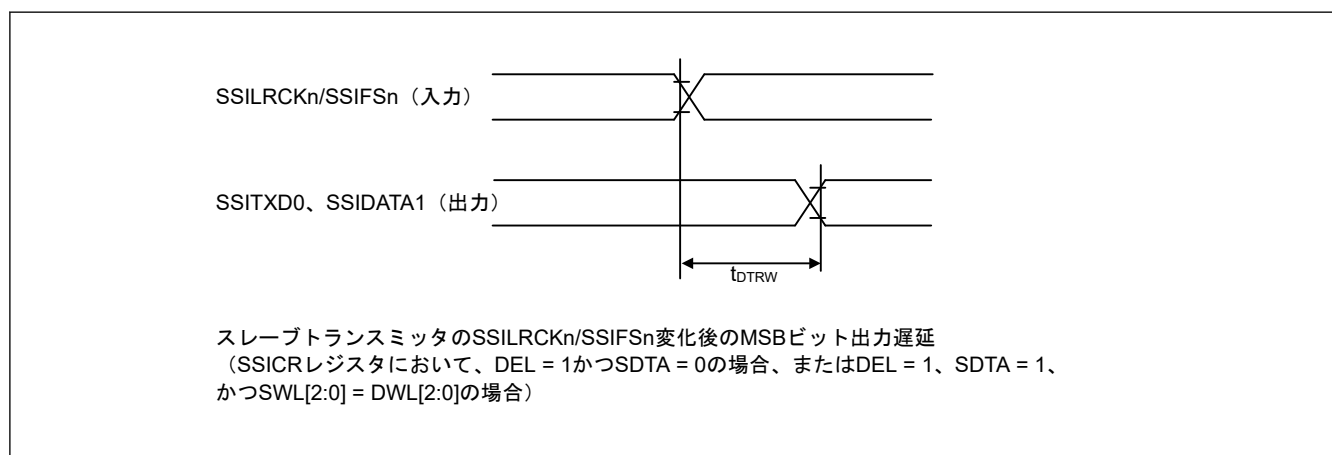 SSILRCKn/SSIFSn（入力）
SSITXD0、SSIDATA1（出力）
tDTRW
スレーブトランスミッタのSSILRCKn/SSIFSn変化後のMSBビット出力遅延
（SSICRレジスタにおいて、DEL = 1かつSDTA = 0の場合、またはDEL = 1、SDTA = 1、
かつSWL[2:0] = DWL[2:0]の場合）